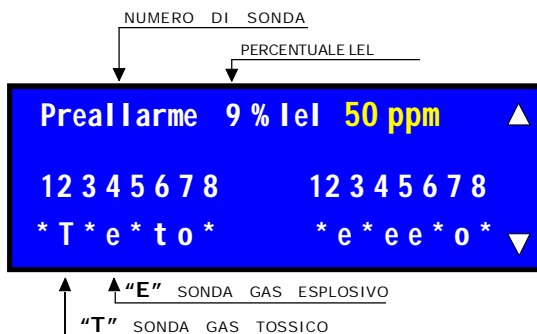 NUMERO DI SONDA
PERCENTUALE LEL
Preallarme 9 % lel 50 ppm
1 2 3 4 5 6 7 8 1 2 3 4 5 6 7 8
* T * e * t o * * e * e e * o *
"E" SONDA GAS ESPLOSIVO
"T" SONDA GAS TOSSICO